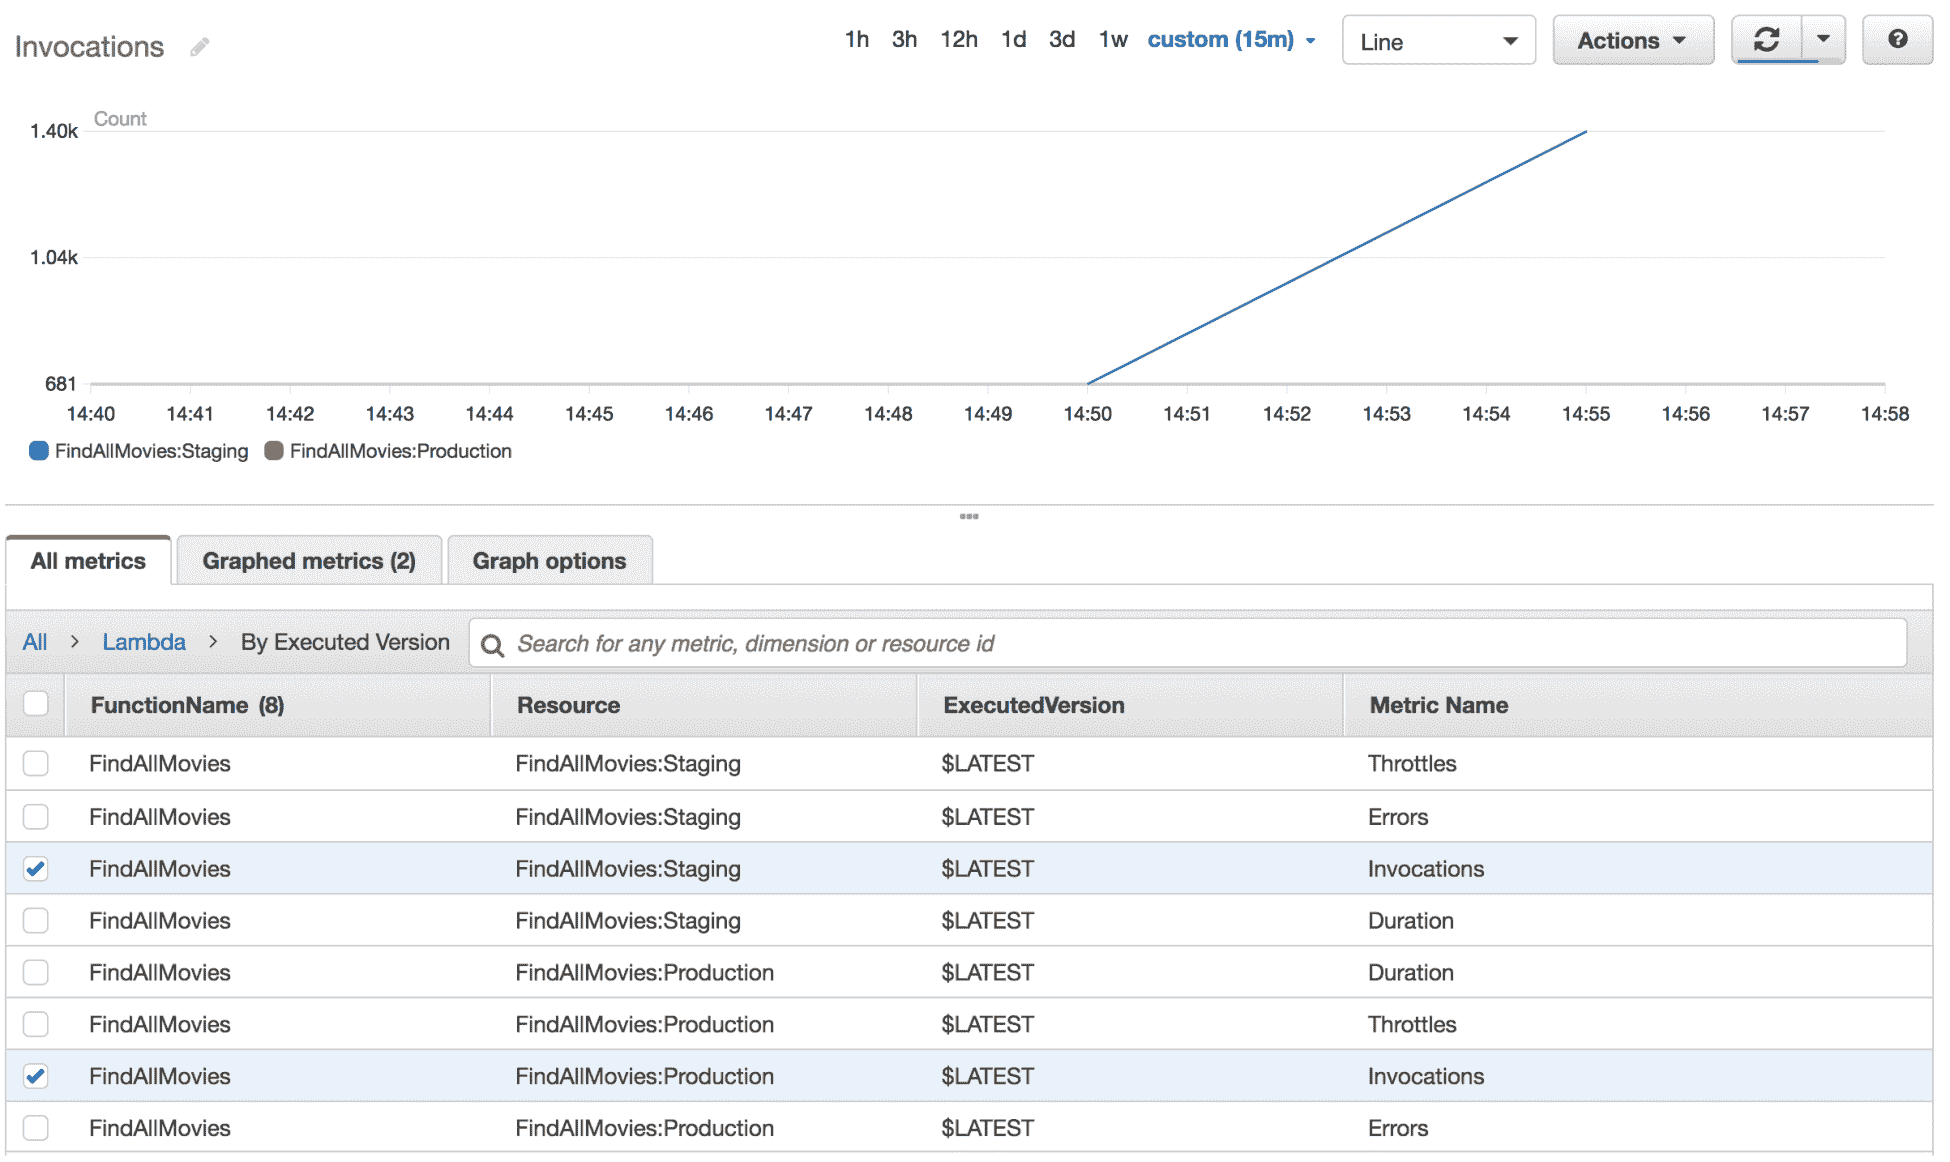 Invocations 1h 3h 12h 1d 3d 1w custom (15m) Line Actions
Count
1.40k
1.04k
681
14:40 14:41 14:42 14:43 14:44 14:45 14:46 14:47 14:48 14:49 14:50 14:51 14:52 14:53 14:54 14:55 14:56 14:57 14:58
FindAllMovies:Staging FindAllMovies:Production
All metrics Graphed metrics (2) Graph options
All > Lambda > By Executed Version Search for any metric, dimension or resource id
FunctionName (8) Resource ExecutedVersion Metric Name
FindAllMovies FindAllMovies:Staging $LATEST Throttles
FindAllMovies FindAllMovies:Staging $LATEST Errors
FindAllMovies FindAllMovies:Staging $LATEST Invocations
FindAllMovies FindAllMovies:Staging $LATEST Duration
FindAllMovies FindAllMovies:Production $LATEST Duration
FindAllMovies FindAllMovies:Production $LATEST Throttles
FindAllMovies FindAllMovies:Production $LATEST Invocations
FindAllMovies FindAllMovies:Production $LATEST Errors